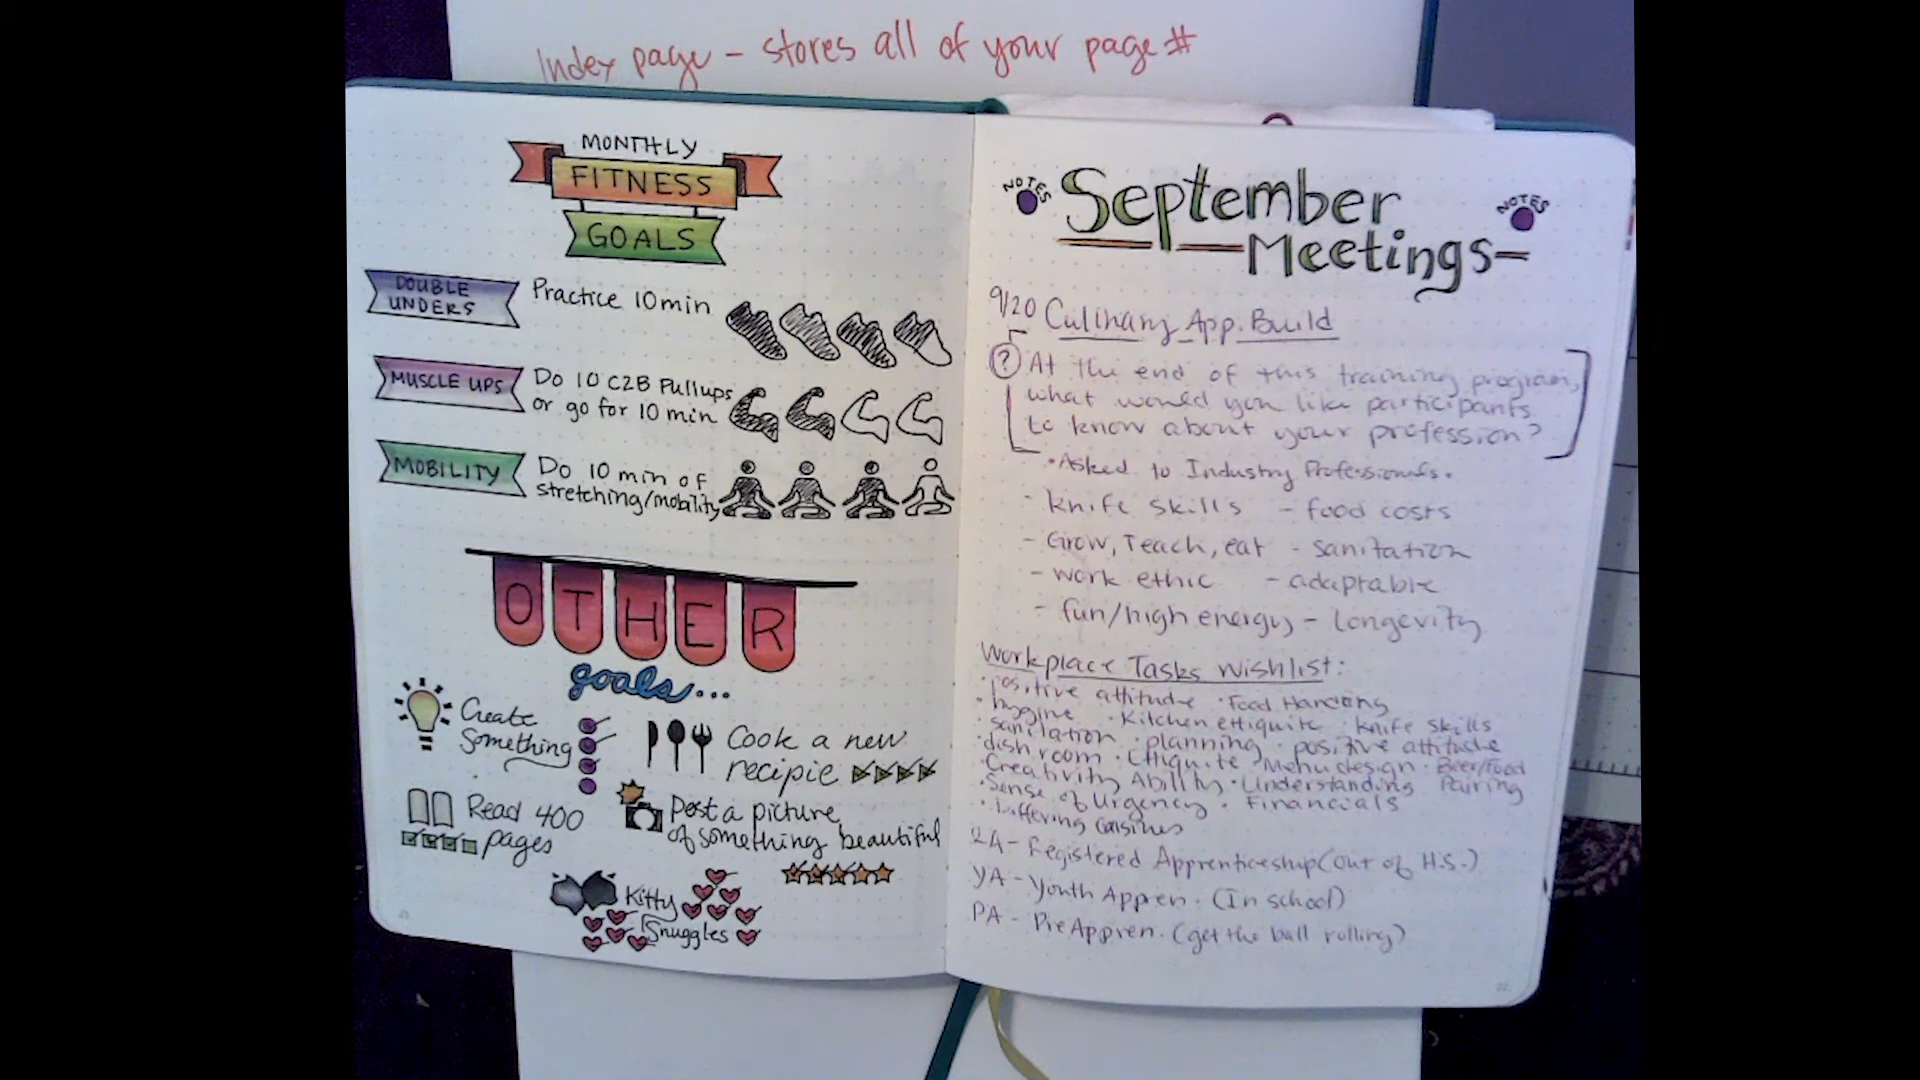 Index page - stores all of your page #
MONTHLY
FITNESS
GOALS
DOUBLE
UNDERS
Practice 10 min
MUSCLE UPS
Do 10 C2B Pullups
or go for 10 min
MOBILITY
Do 10 min of
stretching/mobility
OTHER
goals...
Create
Something
Cook a new
recipie
Read 400
pages
Post a picture
of something beautiful
Kitty
Snuggles
21
NOTES
September
NOTES
Meetings
9/20 Culinary App. Build
? At the end of this training program,
what would you like participants
to know about your profession?
• Asked to Industry Professionals.
- knife skills - food costs
- Grow, Teach, eat - sanitation
- work ethic - adaptable
- fun/high energy - Longevity
Workplace Tasks Wishlist:
• positive attitude • Food Handling
• hygine • Kitchen ettiquite • knife skills
• sanitation • planning • positive attitude
• dish room • Ettiquite • Menu design • Beer/Food
• Creativity Ability • Understanding Pairing
• Sense of Urgency • Financials
• Differing Cuisines
RA - Registered Apprenticeship (out of H.S.)
YA - Youth Appren. (In school)
PA - Pre Appren. (get the ball rolling)
22